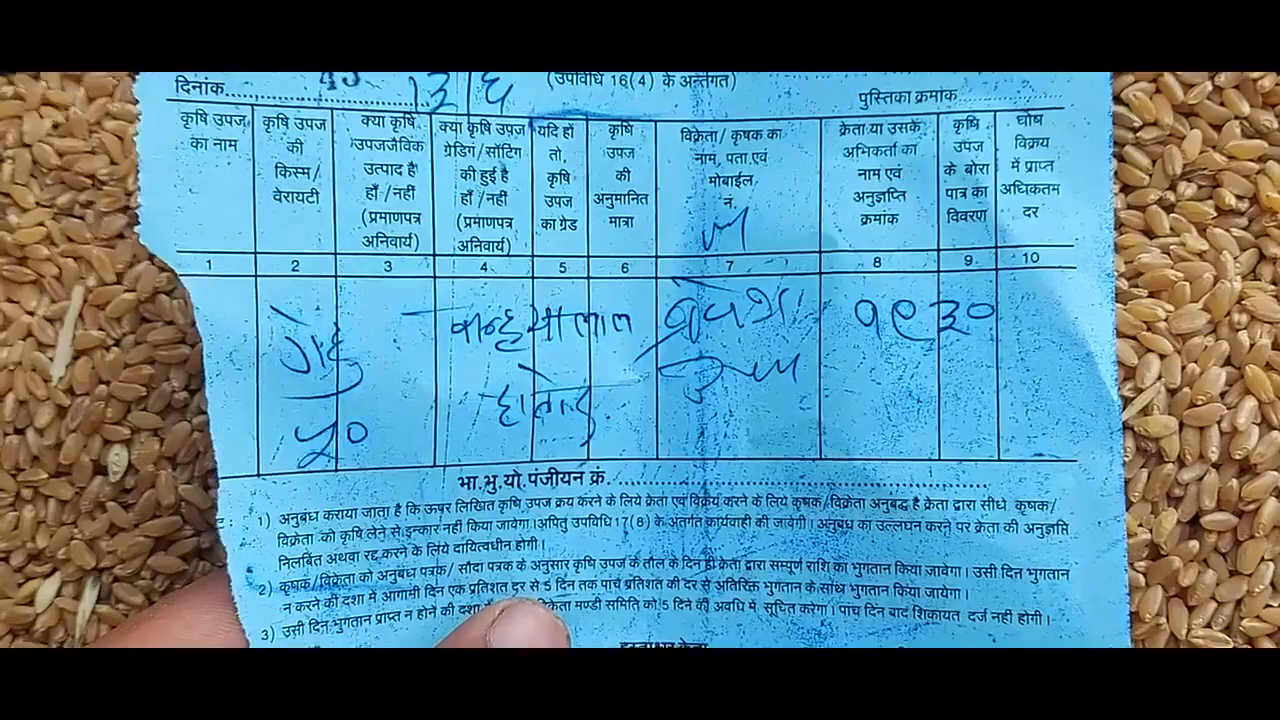 दिनांक 13/6 (उपविधि 16(4) के अर्न्तगत)
पुस्तिका क्रमांक
कृषि उपज का नाम
कृषि उपज की किस्म/ वेरायटी
क्या कृषि उपजजैविक उत्पाद है हाँ/नहीं (प्रमाणपत्र अनिवार्य)
क्या कृषि उपज ग्रेडिंग/सॉटिंग की हुई है हाँ/नहीं (प्रमाणपत्र अनिवार्य)
यदि हाँ तो, कृषि उपज का ग्रेड
कृषि उपज की अनुमानित मात्रा
विक्रेता/ कृषक का नाम, पता एवं मोबाईल नं.
क्रेता या उसके अभिकर्ता का नाम एवं अनुज्ञप्ति क्रमांक
कृषि उपज के बोरा पात्र का विवरण
घोष विक्रय में प्राप्त अधिकतम दर
1 2 3 4 5 6 7 8 9 10
गेहु कन्हैयालाल १९३०
हातोद
भा.भु.यो.पंजीयन क्रं.
1) अनुबंध कराया जाता है कि ऊपर लिखित कृषि उपज क्रय करने के लिये क्रेता एवं विक्रय करने के लिये कृषक/विक्रेता अनुबद्ध है क्रेता द्वारा सीधे कृषक/
विक्रेता को कृषि लेने से इन्कार नही किया जावेगा।अपितु उपविधि 17(8) के अंतर्गत कार्यवाही की जावेगी। अनुबंध का उल्लघन करने पर क्रेता की अनुज्ञप्ति
निलंबित अथवा रद्द करने के लिये दायित्वधीन होगी।
2) कृषक/विक्रेता को अनुबंध पत्रक/ सौदा पत्रक के अनुसार कृषि उपज के तौल के दिन ही क्रेता द्वारा सम्पूर्ण राशि का भुगतान किया जावेगा। उसी दिन भुगतान
न करने की दशा में आगामी दिन एक प्रतिशत दर से 5 दिन तक पांच प्रतिशत की दर से अतिरिक्त भुगतान के साथ भुगतान किया जायेगा।
3) उसी दिन भुगतान प्राप्त न होने की दशा में मण्डी समिति को 5 दिने की अवधि में सूचित करेगा। पांच दिन बाद शिकायत दर्ज नहीं होगी।